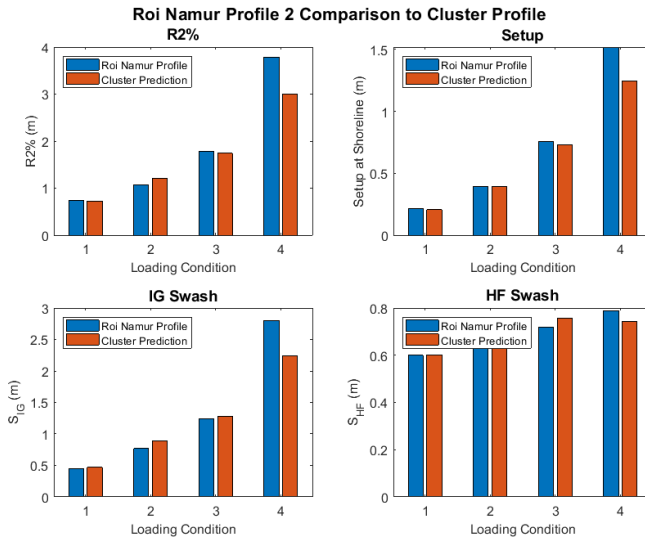 Roi Namur Profile 2 Comparison to Cluster Profile
R2%
4
3
2
1
0
R2% (m)
Roi Namur Profile
Cluster Prediction
1 2 3 4
Loading Condition
Setup
1.5
1
0.5
0
Setup at Shoreline (m)
Roi Namur Profile
Cluster Prediction
1 2 3 4
Loading Condition
IG Swash
3
2.5
2
1.5
1
0.5
0
S_IG (m)
Roi Namur Profile
Cluster Prediction
1 2 3 4
Loading Condition
HF Swash
0.8
0.6
0.4
0.2
0
S_HF (m)
Roi Namur Profile
Cluster Prediction
1 2 3 4
Loading Condition